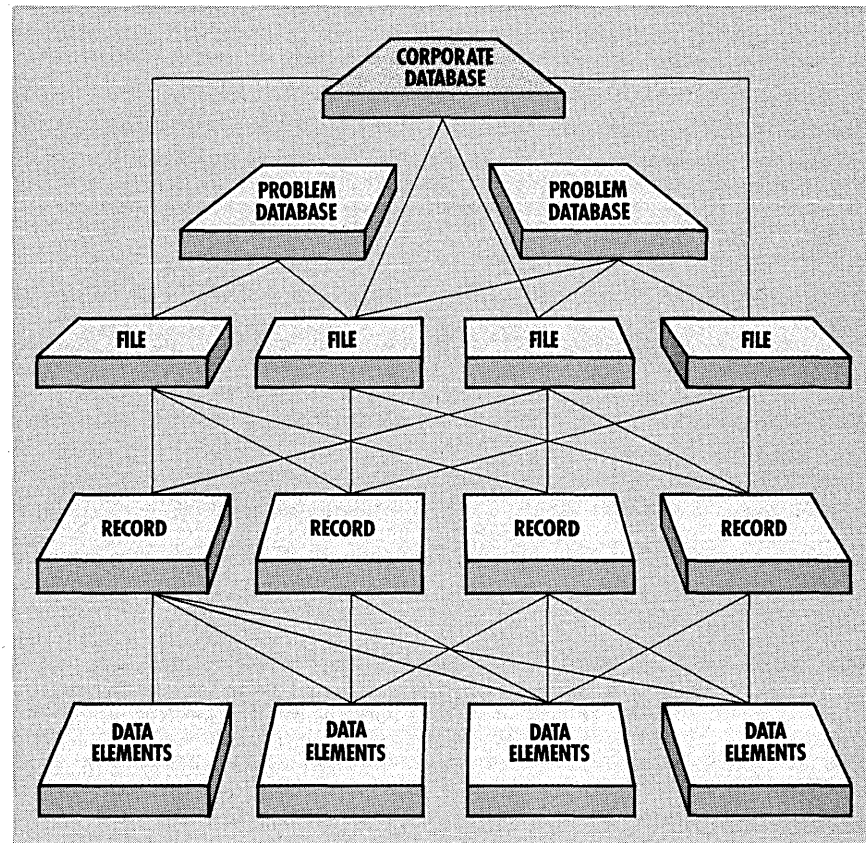 CORPORATE
DATABASE
PROBLEM
DATABASE
PROBLEM
DATABASE
FILE
FILE
FILE
FILE
RECORD
RECORD
RECORD
RECORD
DATA
ELEMENTS
DATA
ELEMENTS
DATA
ELEMENTS
DATA
ELEMENTS